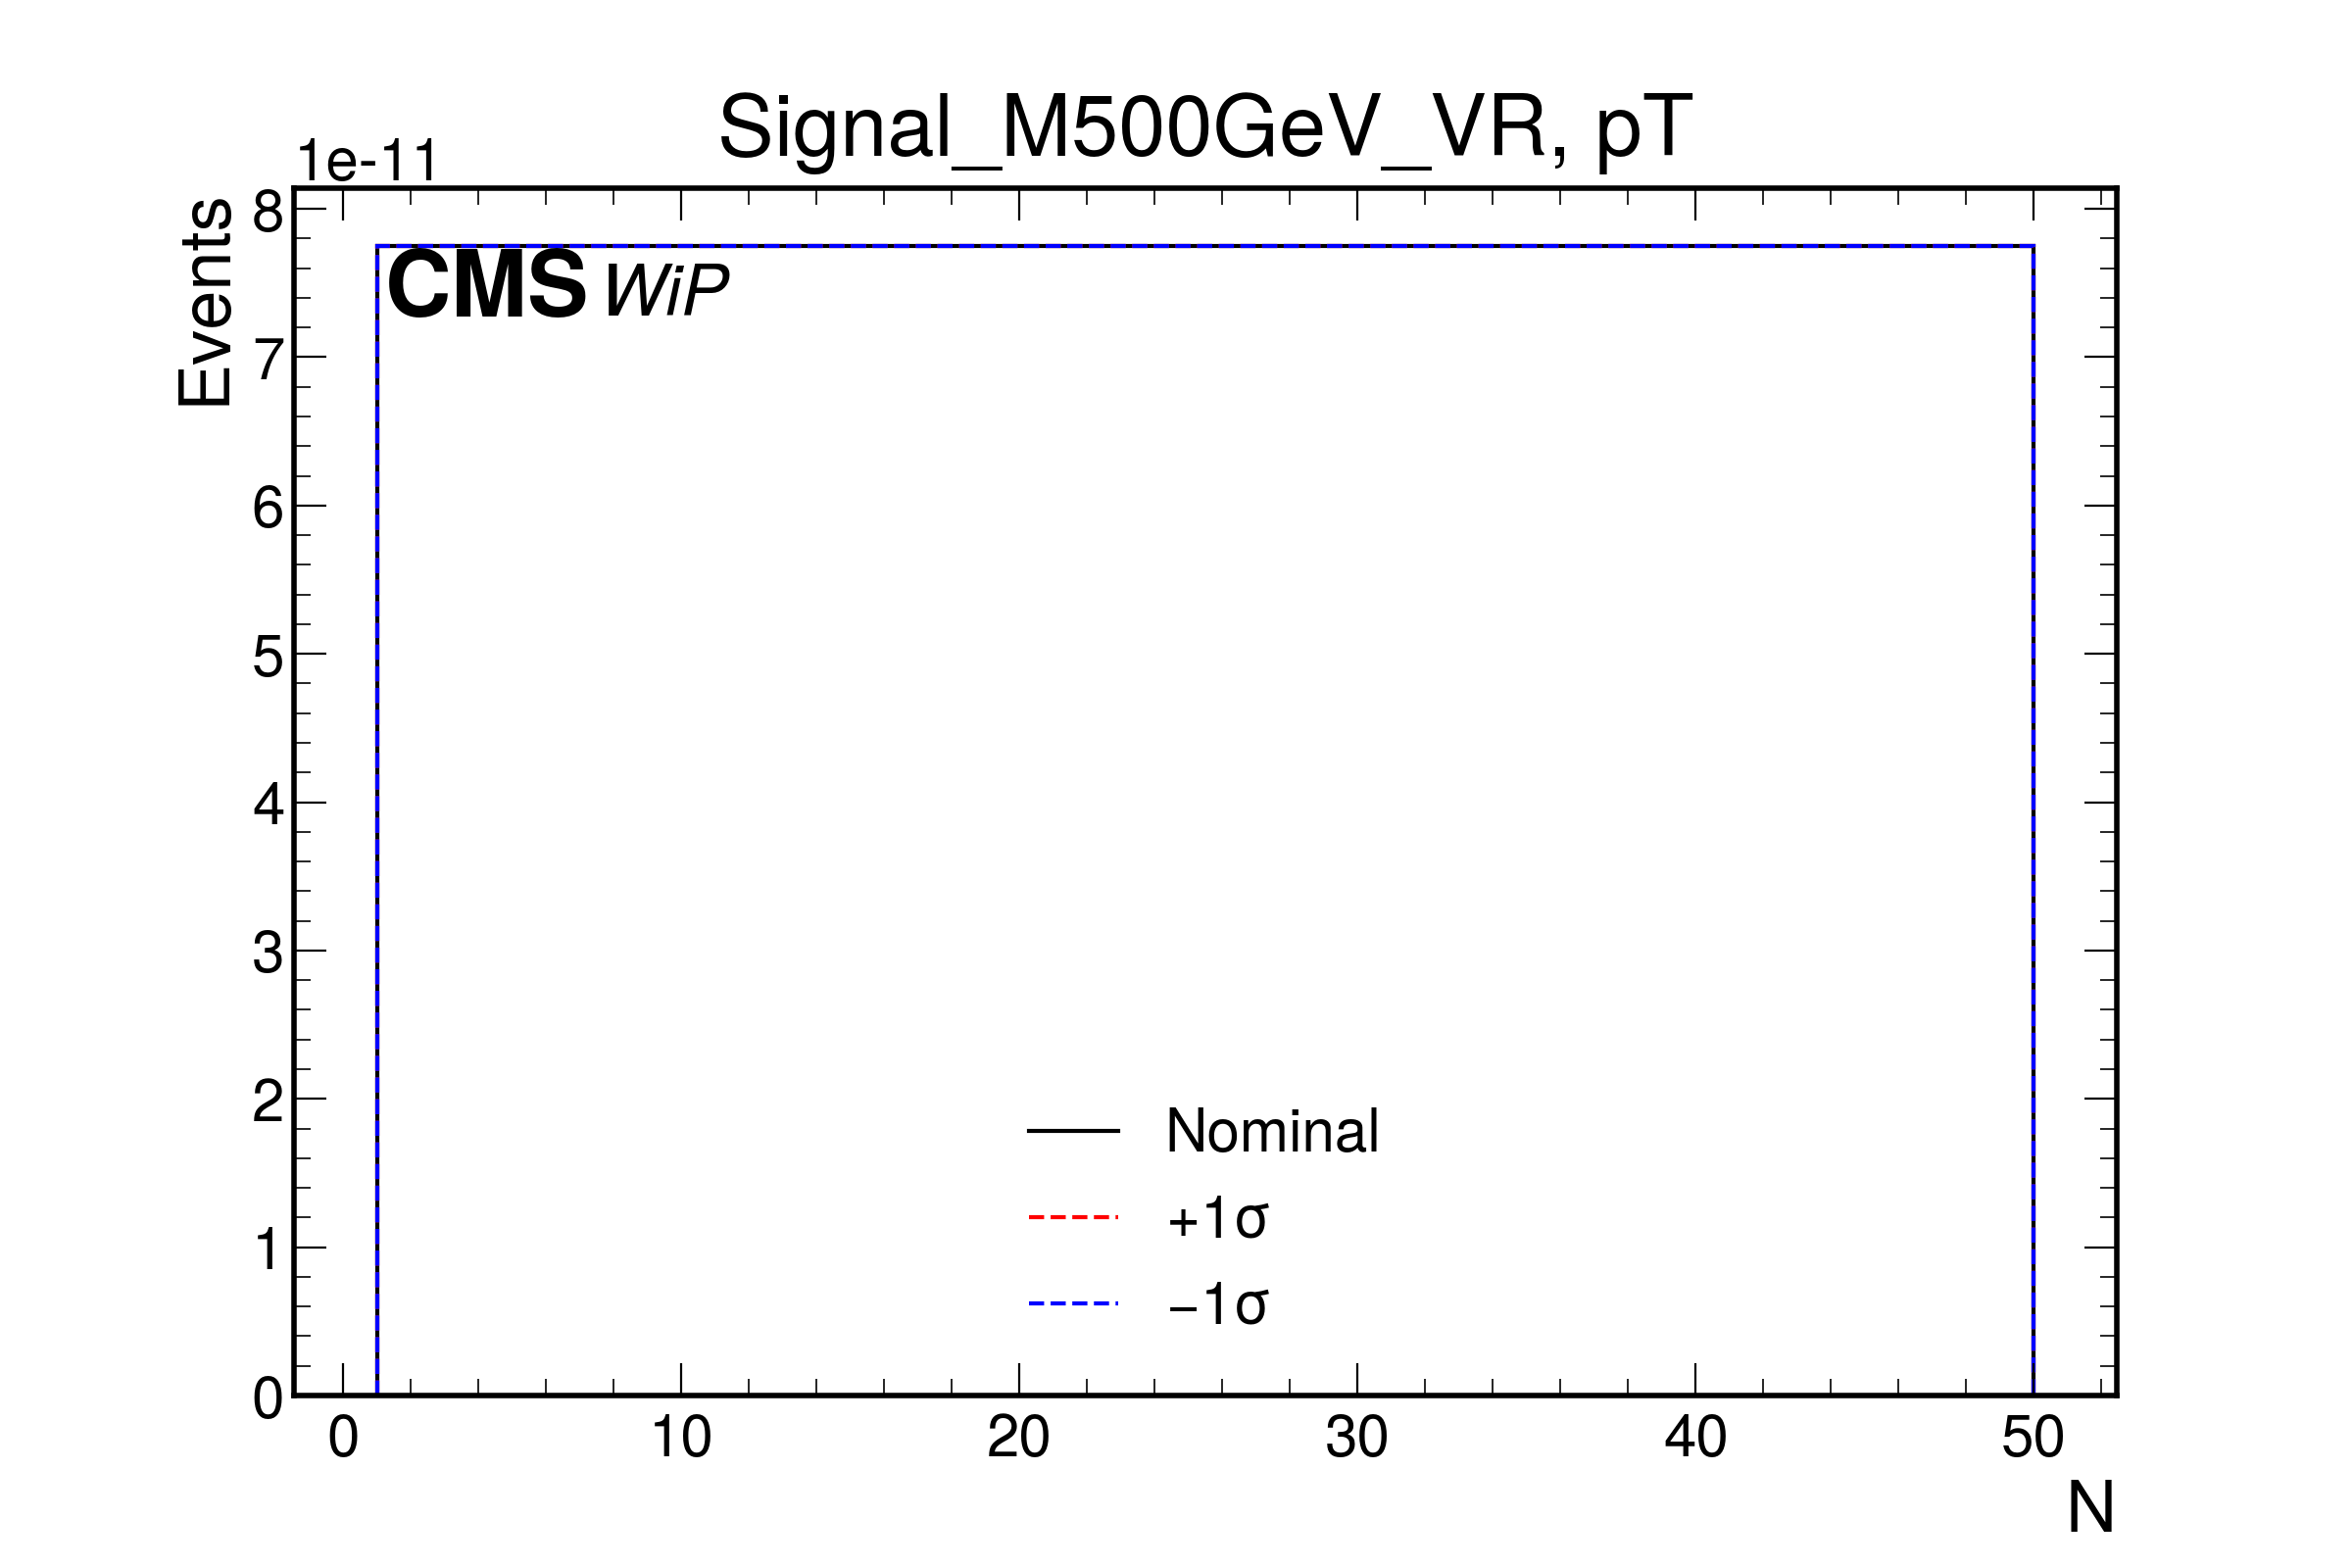 Signal_M500GeV_VR, pT
1e-11
Events
8
7
6
5
4
3
2
1
0
CMS WiP
Nominal
+1σ
−1σ
0 10 20 30 40 50
N